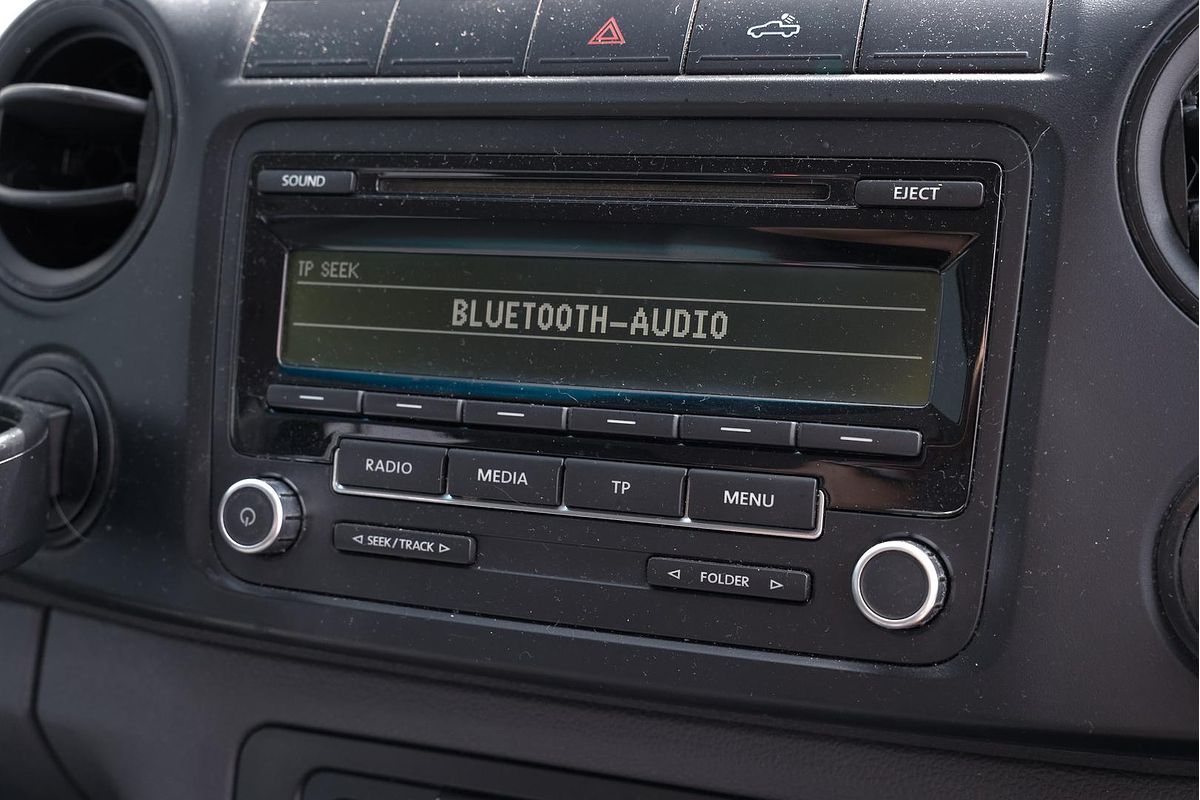 SOUND
EJECT
TP SEEK
BLUETOOTH-AUDIO
RADIO
MEDIA
TP
MENU
◁ SEEK/TRACK ▷
◁ FOLDER ▷